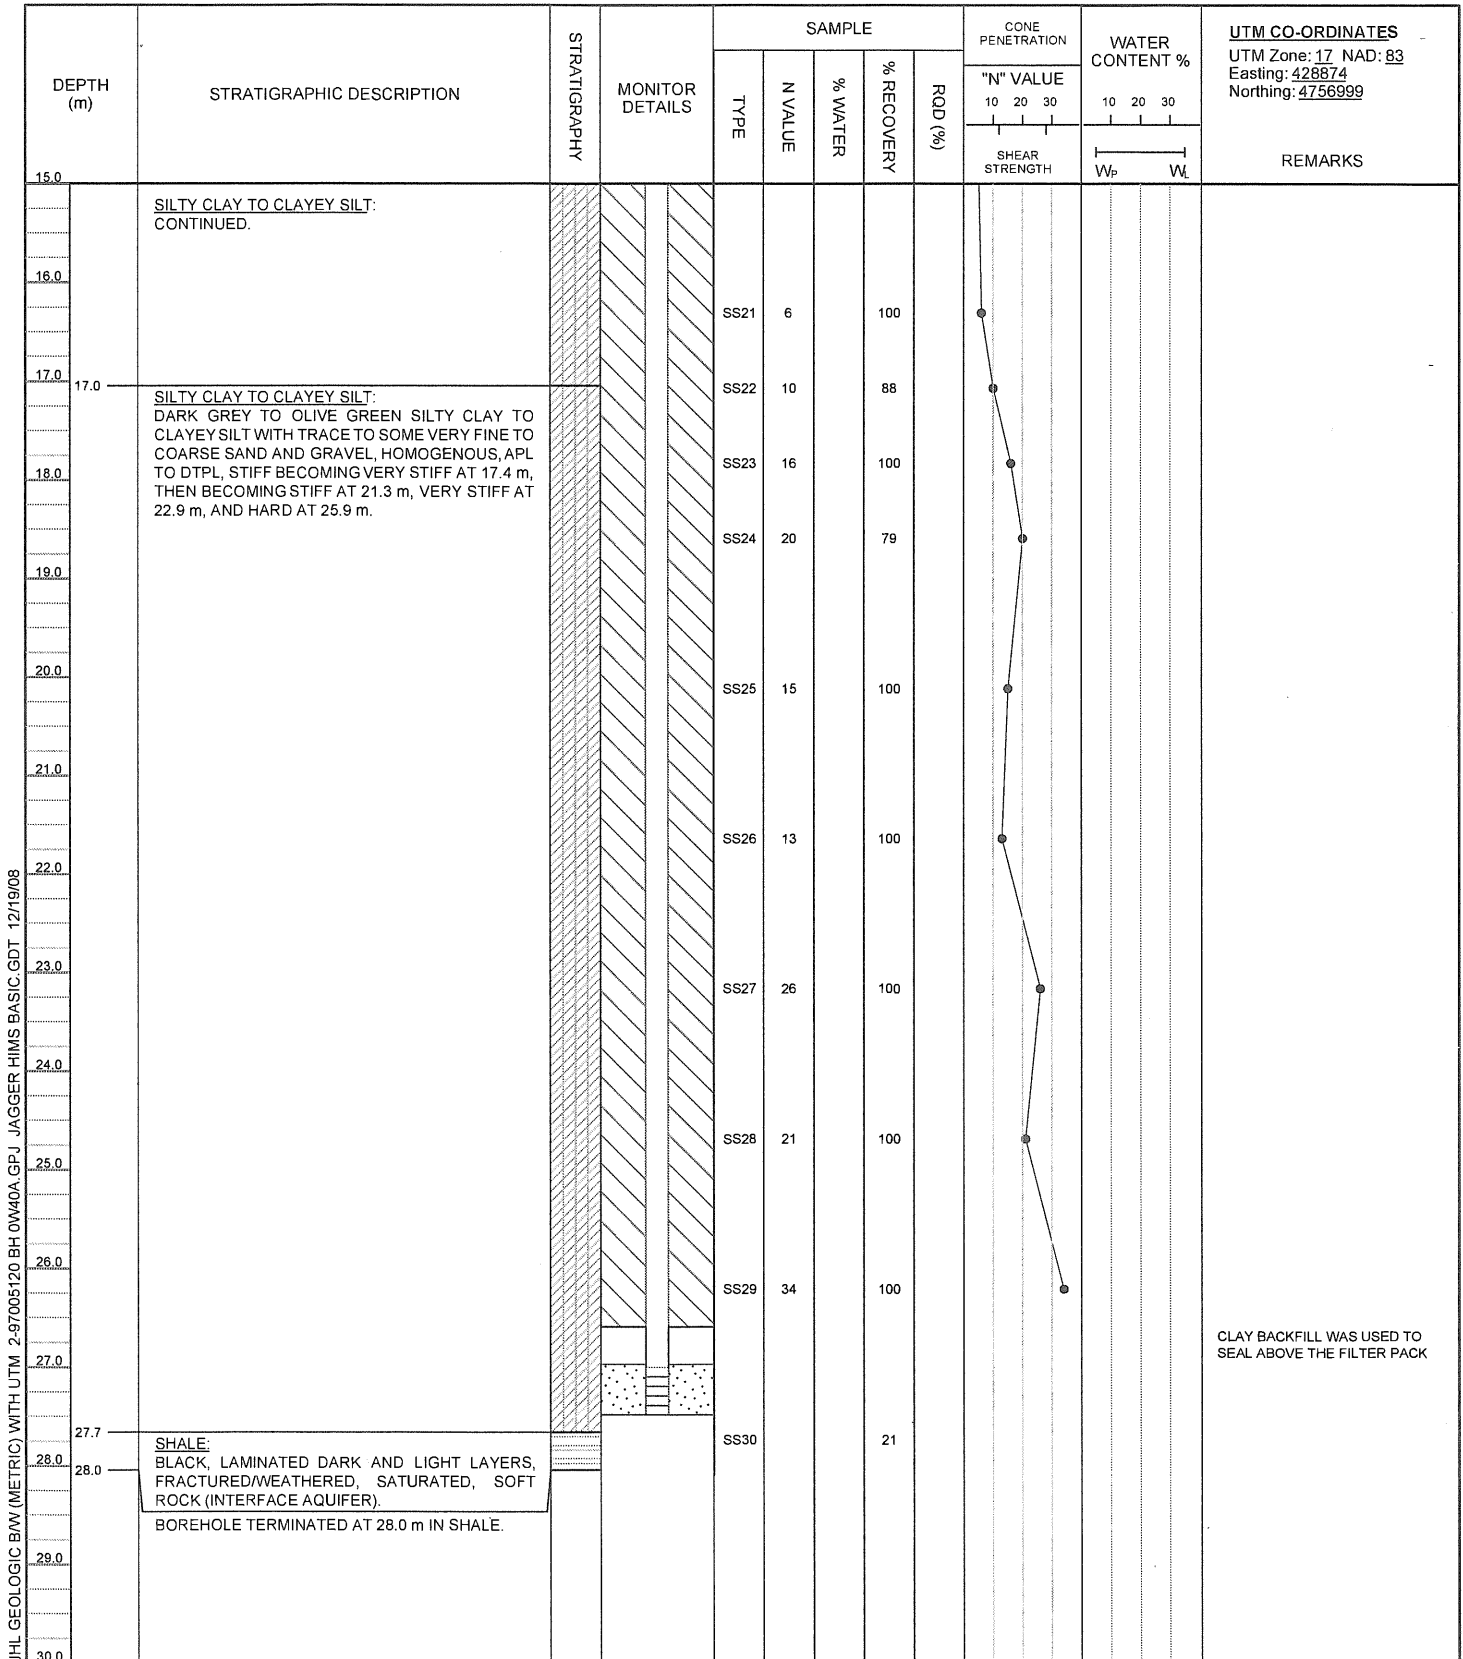 DEPTH
(m)
STRATIGRAPHIC DESCRIPTION
STRATIGRAPHY
MONITOR
DETAILS
SAMPLE
TYPE
N VALUE
% WATER
% RECOVERY
RQD (%)
CONE
PENETRATION
"N" VALUE
10 20 30
SHEAR
STRENGTH
WATER
CONTENT %
10 20 30
WP WL
UTM CO-ORDINATES
UTM Zone: 17 NAD: 83
Easting: 428874
Northing: 4756999
REMARKS
15.0
SILTY CLAY TO CLAYEY SILT:
CONTINUED.
16.0
SS21 6 100
17.0
17.0
SS22 10 88
SILTY CLAY TO CLAYEY SILT:
DARK GREY TO OLIVE GREEN SILTY CLAY TO
CLAYEY SILT WITH TRACE TO SOME VERY FINE TO
COARSE SAND AND GRAVEL, HOMOGENOUS, APL
TO DTPL, STIFF BECOMING VERY STIFF AT 17.4 m,
THEN BECOMING STIFF AT 21.3 m, VERY STIFF AT
22.9 m, AND HARD AT 25.9 m.
SS23 16 100
18.0
SS24 20 79
19.0
20.0
SS25 15 100
21.0
SS26 13 100
22.0
23.0
SS27 26 100
24.0
SS28 21 100
25.0
26.0
SS29 34 100
CLAY BACKFILL WAS USED TO
SEAL ABOVE THE FILTER PACK
27.0
27.7
SS30 21
SHALE:
BLACK, LAMINATED DARK AND LIGHT LAYERS,
FRACTURED/WEATHERED, SATURATED, SOFT
ROCK (INTERFACE AQUIFER).
28.0
28.0
BOREHOLE TERMINATED AT 28.0 m IN SHALE.
29.0
30.0
JHL GEOLOGIC B/W (METRIC) WITH UTM 2-97005120 BH 0W40A.GPJ JAGGER HIMS BASIC.GDT 12/19/08